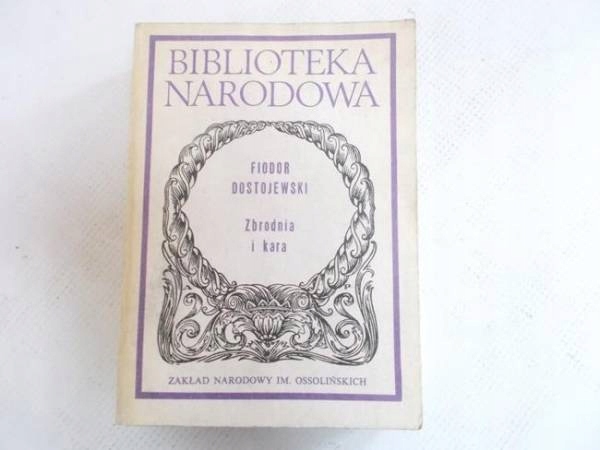 BIBLIOTEKA
NARODOWA
FIODOR
DOSTOJEWSKI
Zbrodnia
i kara
ZAKŁAD NARODOWY IM. OSSOLIŃSKICH